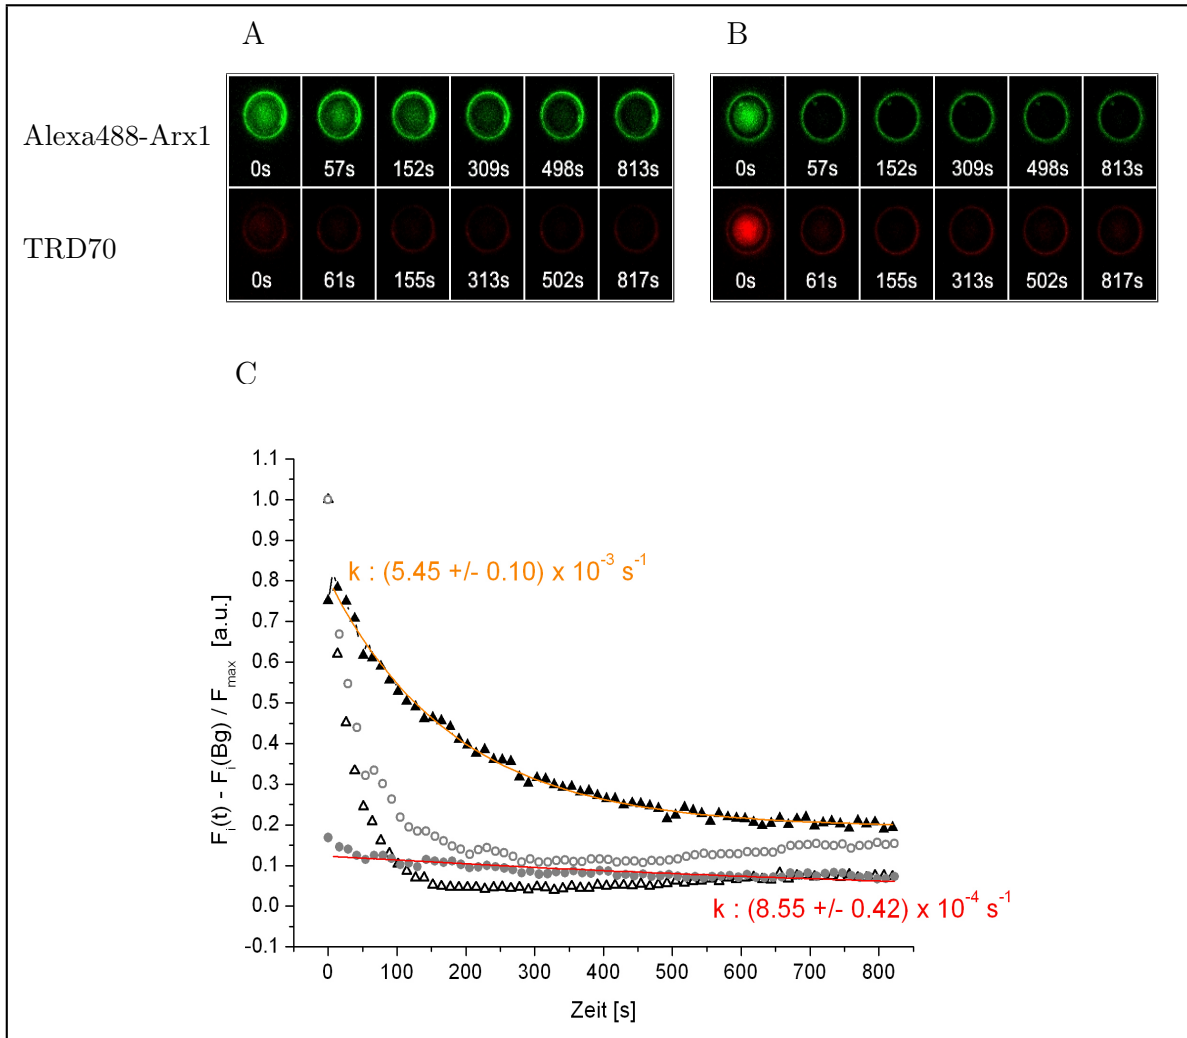 A B
Alexa488-Arx1
0s 57s 152s 309s 498s 813s 0s 57s 152s 309s 498s 813s
TRD70
0s 61s 155s 313s 502s 817s 0s 61s 155s 313s 502s 817s
C
1.1
1.0
0.9
0.8
0.7
0.6
0.5
0.4
0.3
0.2
0.1
0.0
-0.1
F_i(t) - F_i(Bg) / F_max [a.u.]
k : (5.45 +/- 0.10) x 10^-3 s^-1
k : (8.55 +/- 0.42) x 10^-4 s^-1
0 100 200 300 400 500 600 700 800
Zeit [s]